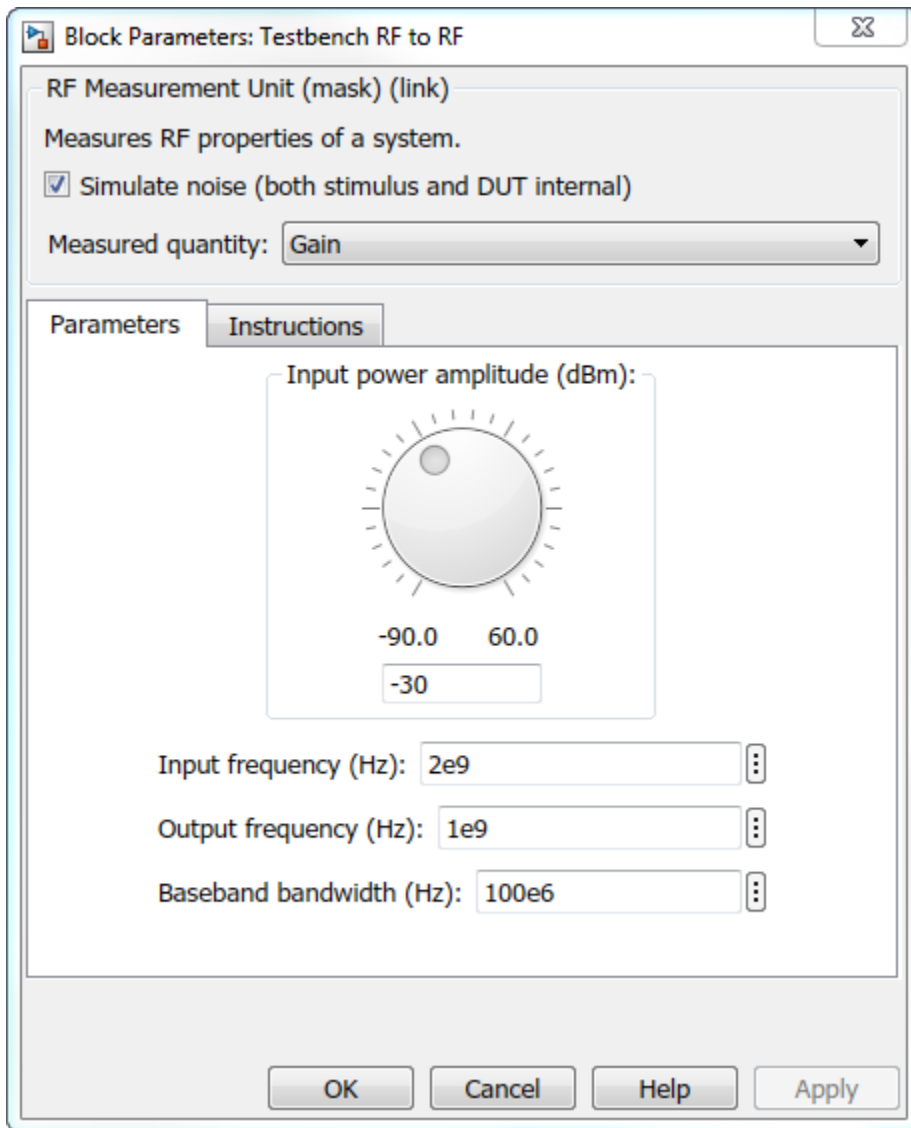 Block Parameters: Testbench RF to RF
RF Measurement Unit (mask) (link)
Measures RF properties of a system.
Simulate noise (both stimulus and DUT internal)
Measured quantity: Gain
Parameters Instructions
Input power amplitude (dBm):
-90.0 60.0
-30
Input frequency (Hz): 2e9
Output frequency (Hz): 1e9
Baseband bandwidth (Hz): 100e6
OK Cancel Help Apply